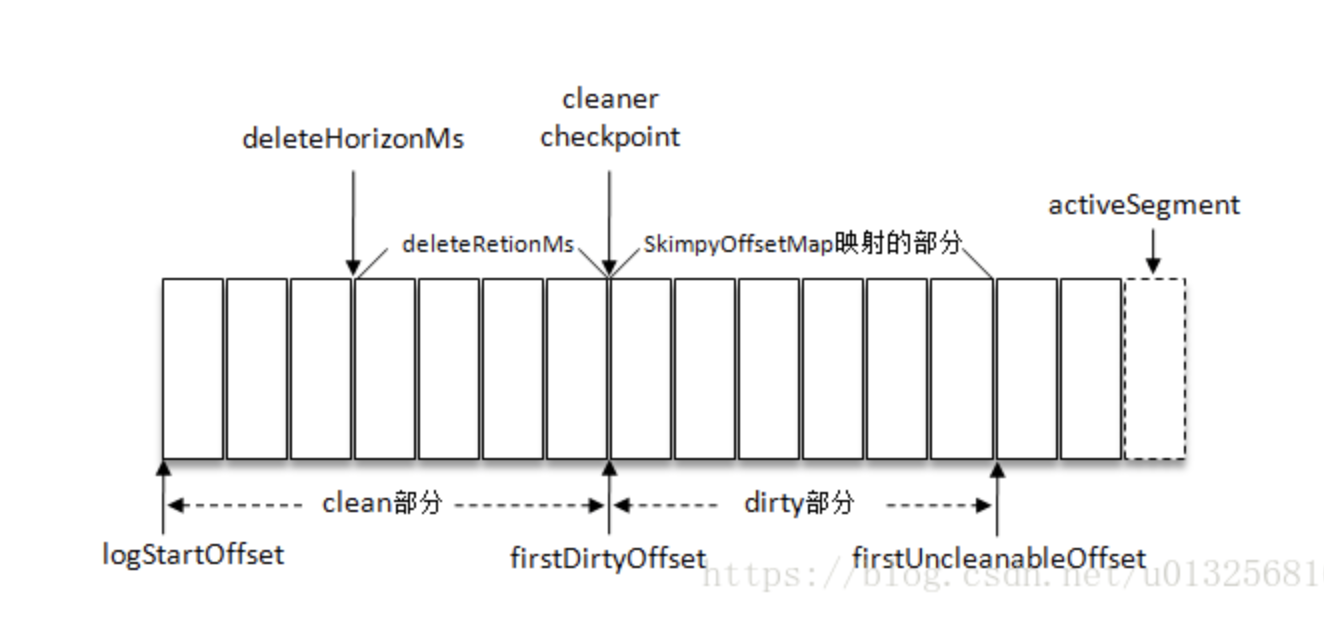 cleaner
checkpoint
deleteHorizonMs
activeSegment
deleteRetionMs
SkimpyOffsetMap映射的部分
clean部分
dirty部分
logStartOffset
firstDirtyOffset
firstUncleanableOffset
https://blog.csdn.net/u01325681